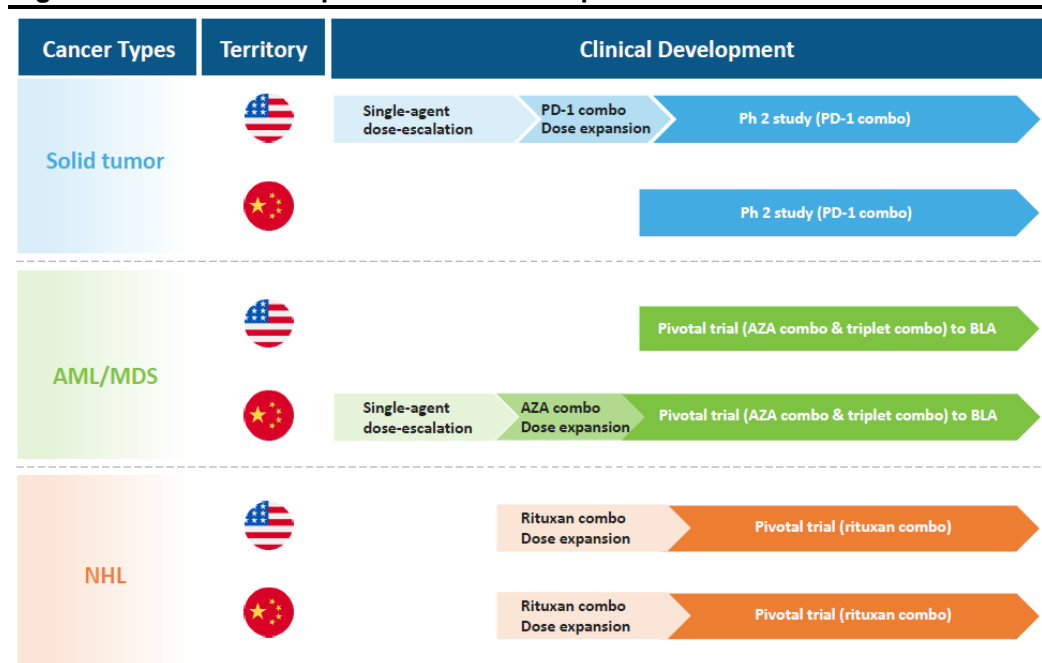 Cancer Types
Territory
Clinical Development
Solid tumor
Single-agent
dose-escalation
PD-1 combo
Dose expansion
Ph 2 study (PD-1 combo)
Ph 2 study (PD-1 combo)
AML/MDS
Pivotal trial (AZA combo & triplet combo) to BLA
Single-agent
dose-escalation
AZA combo
Dose expansion
Pivotal trial (AZA combo & triplet combo) to BLA
NHL
Rituxan combo
Dose expansion
Pivotal trial (rituxan combo)
Rituxan combo
Dose expansion
Pivotal trial (rituxan combo)